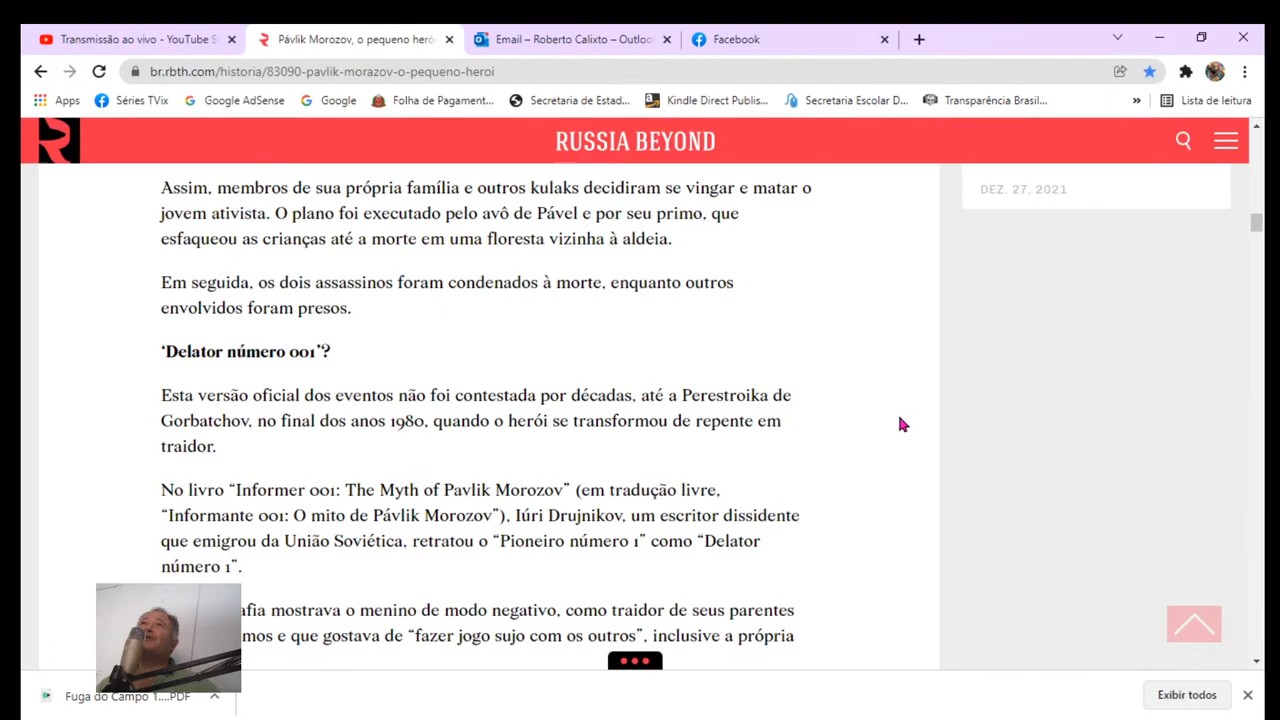 Transmissão ao vivo - YouTube S
Pávlik Morozov, o pequeno heró
Email – Roberto Calixto – Outloo
Facebook
br.rbth.com/historia/83090-pavlik-morazov-o-pequeno-heroi
Apps
Séries TVix
Google AdSense
Google
Folha de Pagament...
Secretaria de Estad...
Kindle Direct Publis...
Secretaria Escolar D...
Transparência Brasil...
»
Lista de leitura
RUSSIA BEYOND
DEZ. 27, 2021
Assim, membros de sua própria família e outros kulaks decidiram se vingar e matar o
jovem ativista. O plano foi executado pelo avô de Pável e por seu primo, que
esfaqueou as crianças até a morte em uma floresta vizinha à aldeia.
Em seguida, os dois assassinos foram condenados à morte, enquanto outros
envolvidos foram presos.
‘Delator número 001’?
Esta versão oficial dos eventos não foi contestada por décadas, até a Perestroika de
Gorbatchov, no final dos anos 1980, quando o herói se transformou de repente em
traidor.
No livro “Informer 001: The Myth of Pavlik Morozov” (em tradução livre,
“Informante 001: O mito de Pávlik Morozov”), Iúri Drujnikov, um escritor dissidente
que emigrou da União Soviética, retratou o “Pioneiro número 1” como “Delator
número 1”.
afia mostrava o menino de modo negativo, como traidor de seus parentes
mos e que gostava de “fazer jogo sujo com os outros”, inclusive a própria
Fuga do Campo 1....PDF
Exibir todos